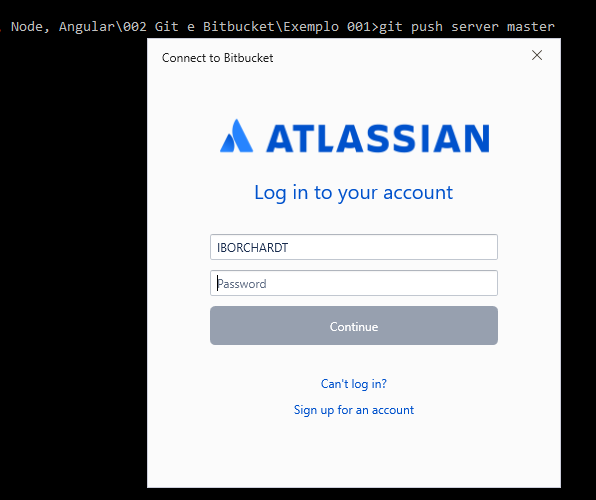 , Node, Angular\002 Git e Bitbucket\Exemplo 001>git push server master
Connect to Bitbucket
ATLASSIAN
Log in to your account
IBORCHARDT
Password
Continue
Can't log in?
Sign up for an account